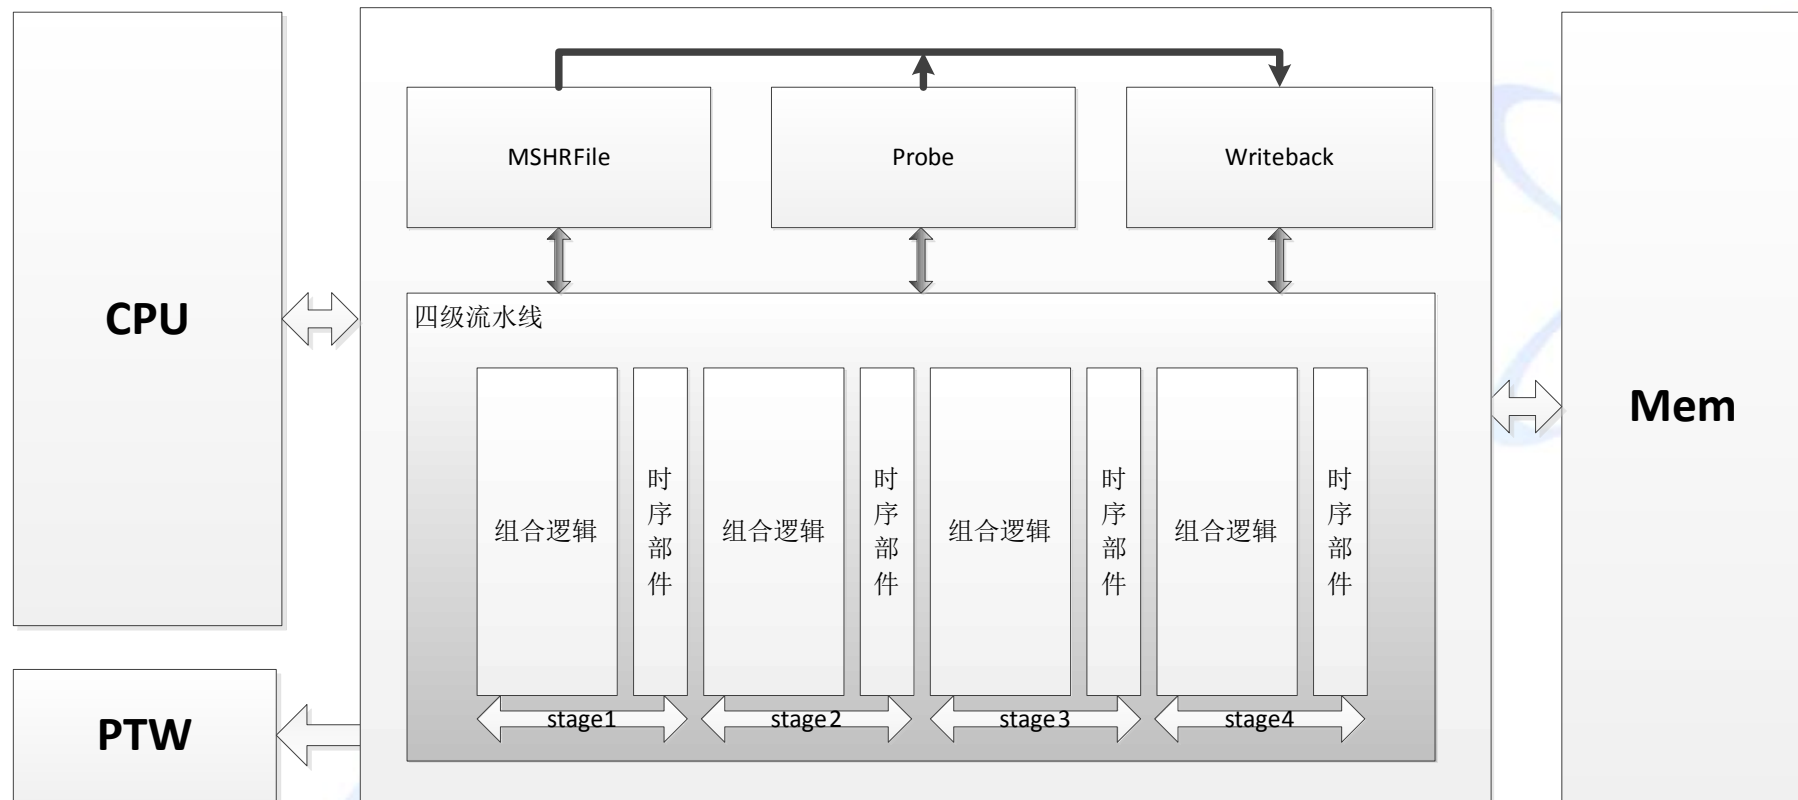 MSHRFile
Probe
Writeback
CPU
四级流水线
Mem
组合逻辑
时序部件
组合逻辑
时序部件
组合逻辑
时序部件
组合逻辑
时序部件
PTW
stage1
stage2
stage3
stage4